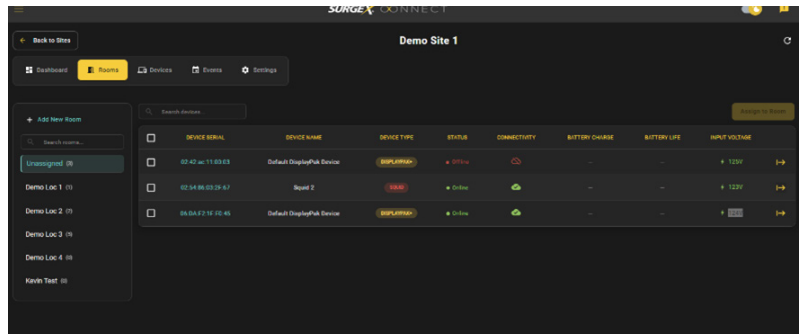 SURGEX CONNECT
Back to Sites
Demo Site 1
Dashboard Rooms Devices Events Settings
+ Add New Room
Search rooms...
Unassigned (3)
Demo Loc 1 (1)
Demo Loc 2
Demo Loc 3
Demo Loc 4
Kevin Test
Search devices...
Assign to Room
DEVICE SERIAL DEVICE NAME DEVICE TYPE STATUS CONNECTIVITY BATTERY CHARGE BATTERY LIFE INPUT VOLTAGE
Default DisplayPak Device Offline -- -- 125V
Squid 2 SQUID Online -- -- 123V
Default DisplayPak Device Online -- --